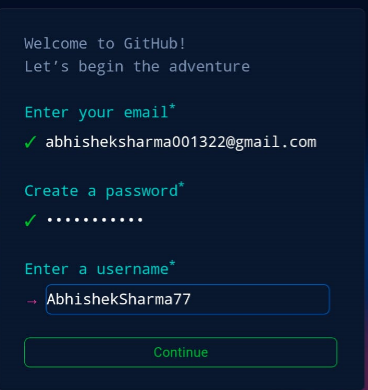 Welcome to GitHub!
Let’s begin the adventure
Enter your email*
✓ abhisheksharma001322@gmail.com
Create a password*
✓ •••••••••••
Enter a username*
→ AbhishekSharma77
Continue